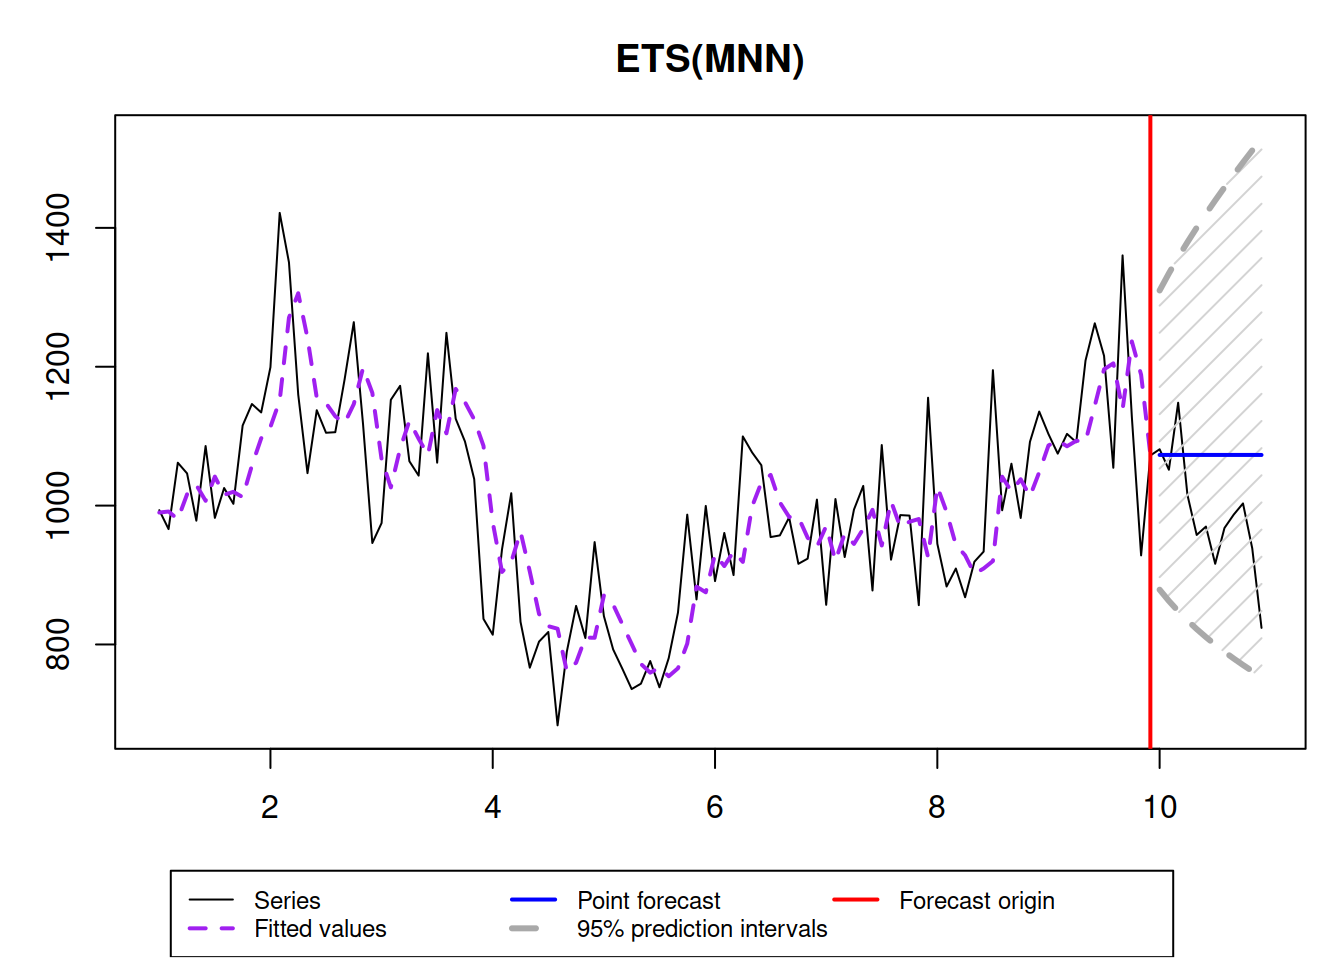 ETS(MNN)
1400
1200
1000
800
2 4 6 8 10
Series Point forecast Forecast origin
Fitted values 95% prediction intervals